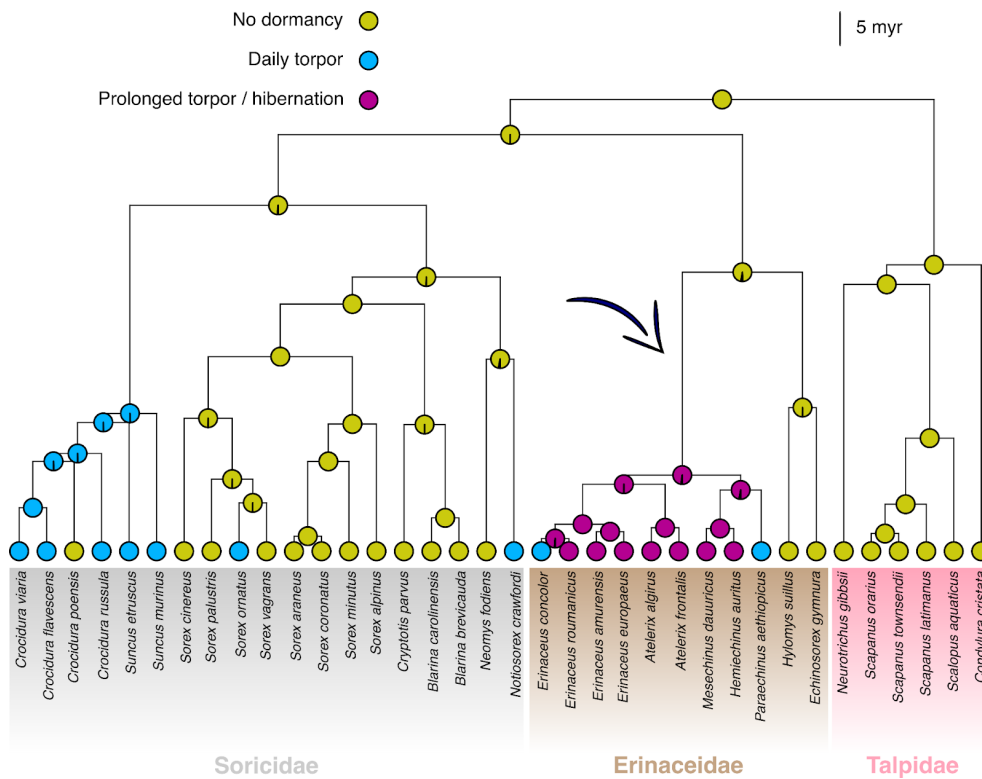 No dormancy
5 myr
Daily torpor
Prolonged torpor / hibernation
Crocidura viaria
Crocidura flavescens
Crocidura poensis
Crocidura russula
Suncus etruscus
Suncus murinus
Sorex cinereus
Sorex palustris
Sorex ornatus
Sorex vagrans
Sorex araneus
Sorex coronatus
Sorex minutus
Sorex alpinus
Cryptotis parvus
Blarina carolinensis
Blarina brevicauda
Neomys fodiens
Notiosorex crawfordi
Erinaceus concolor
Erinaceus roumanicus
Erinaceus amurensis
Erinaceus europaeus
Atelerix algirus
Atelerix frontalis
Mesechinus dauuricus
Hemiechinus auritus
Paraechinus aethiopicus
Hylomys suillus
Echinosorex gymnura
Neurotrichus gibbsii
Scapanus orarius
Scapanus townsendii
Scapanus latimanus
Scalopus aquaticus
Condylura cristata
Soricidae
Erinaceidae
Talpidae